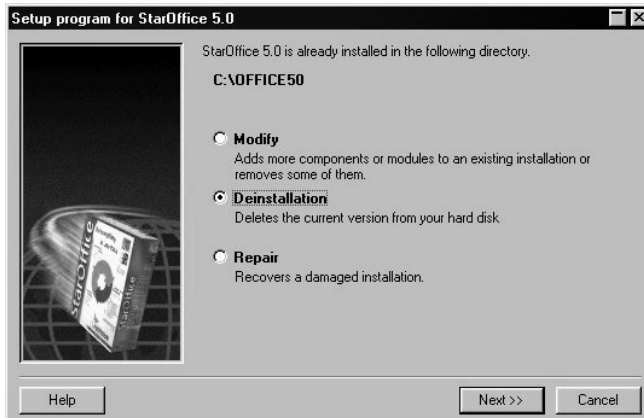 Setup program for StarOffice 5.0
StarOffice 5.0 is already installed in the following directory.
C:\OFFICE50
Modify
Adds more components or modules to an existing installation or
removes some of them.
Deinstallation
Deletes the current version from your hard disk
Repair
Recovers a damaged installation.
StarOffice
StarOffice
Help
Next >>
Cancel